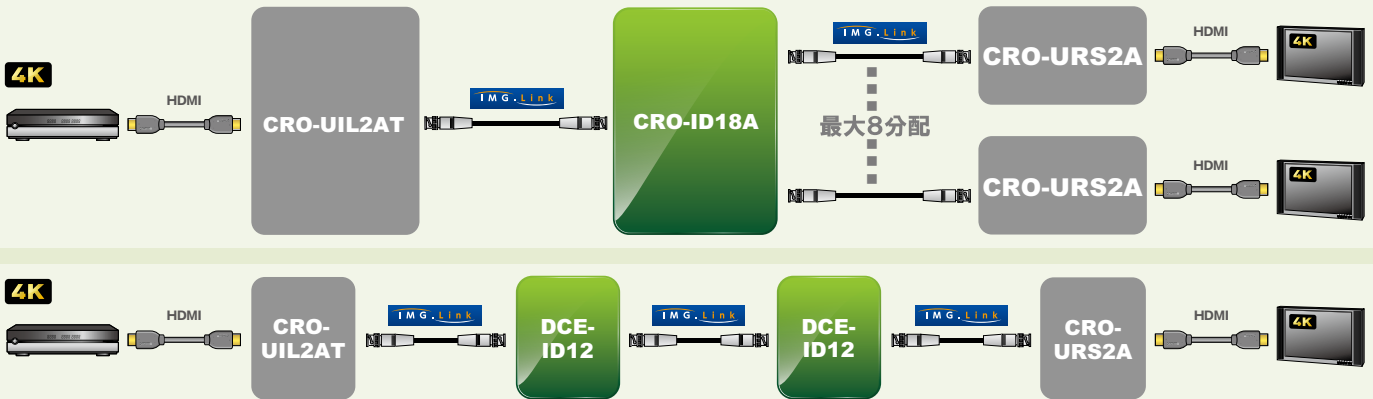 4K
HDMI
CRO-UIL2AT
IMG.Link
CRO-ID18A
IMG.Link
最大8分配
CRO-URS2A
HDMI
4K
CRO-URS2A
HDMI
4K
4K
HDMI
CRO-
UIL2AT
IMG.Link
DCE-
ID12
IMG.Link
DCE-
ID12
IMG.Link
CRO-
URS2A
HDMI
4K